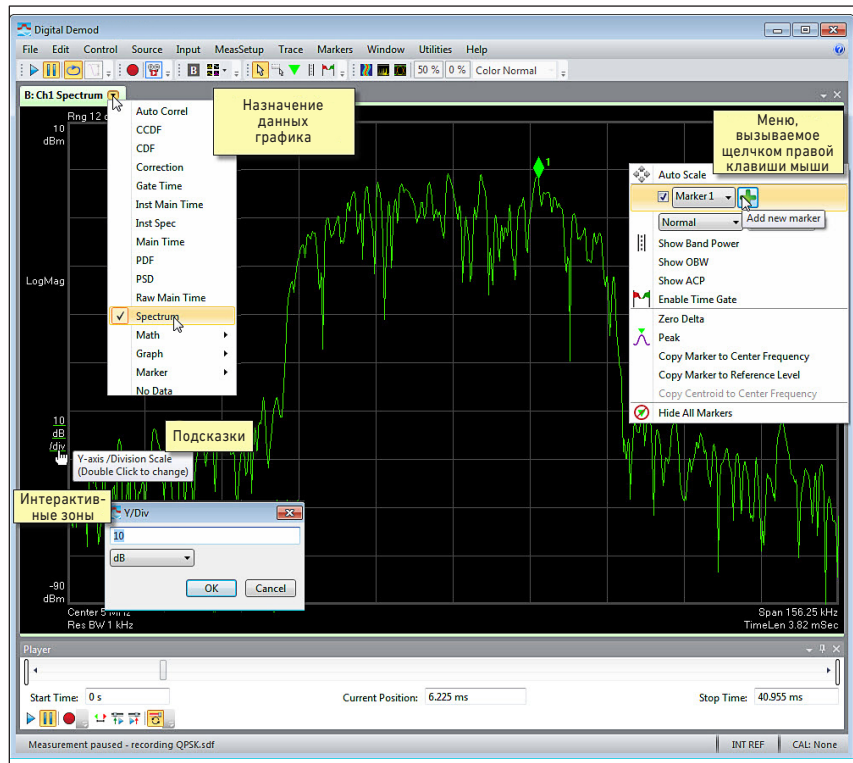 Digital Demod
File Edit Control Source Input MeasSetup Trace Markers Window Utilities Help
50 % 0 % Color Normal
B: Ch1 Spectrum
Rng 12
10
dBm
LogMag
10
dB
/div
-90
dBm
Auto Correl
CCDF
CDF
Correction
Gate Time
Inst Main Time
Inst Spec
Main Time
PDF
PSD
Raw Main Time
Spectrum
Math
Graph
Marker
No Data
Назначение
данных
графика
1
Меню,
вызываемое
щелчком правой
клавиши мыши
Auto Scale
Marker 1
Normal
Add new marker
Show Band Power
Show OBW
Show ACP
Enable Time Gate
Zero Delta
Peak
Copy Marker to Center Frequency
Copy Marker to Reference Level
Copy Centroid to Center Frequency
Hide All Markers
Подсказки
Y-axis /Division Scale
(Double Click to change)
Интерактив-
ные зоны
Y/Div
10
dB
OK Cancel
Center 5 MHz
Res BW 1 kHz
Span 156.25 kHz
TimeLen 3.82 mSec
Player
Start Time: 0 s Current Position: 6.225 ms Stop Time: 40.955 ms
Measurement paused - recording QPSK.sdf INT REF CAL: None